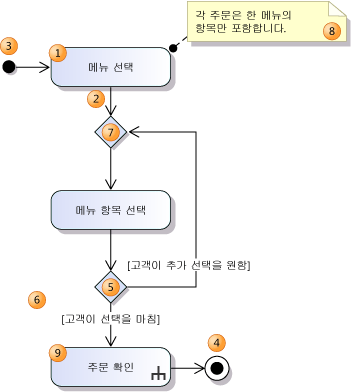 각 주문은 한 메뉴의
항목만 포함합니다.
8
3
1
메뉴 선택
2
7
메뉴 항목 선택
[고객이 추가 선택을 원함]
5
6
[고객이 선택을 마침]
4
9
주문 확인